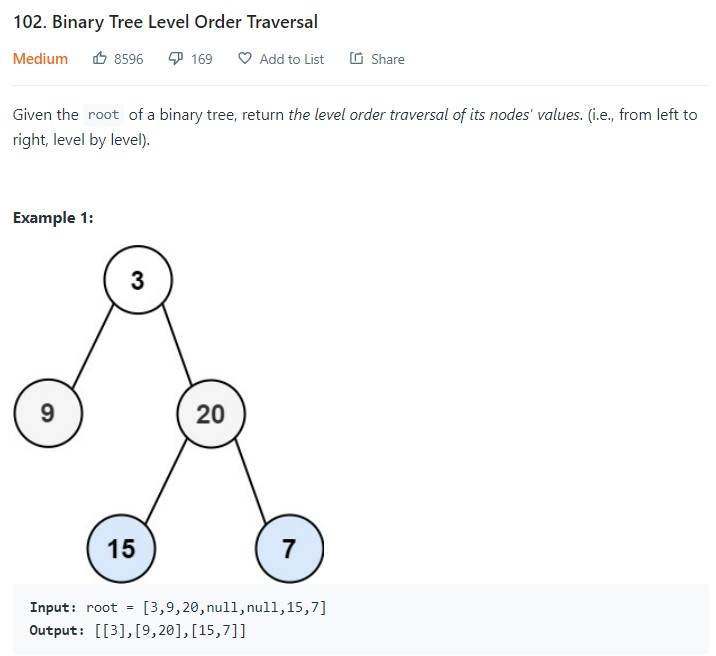 102. Binary Tree Level Order Traversal
Medium 8596 169 Add to List Share
Given the root of a binary tree, return the level order traversal of its nodes' values. (i.e., from left to
right, level by level).
Example 1:
3
9 20
15 7
Input: root = [3,9,20,null,null,15,7]
Output: [[3],[9,20],[15,7]]